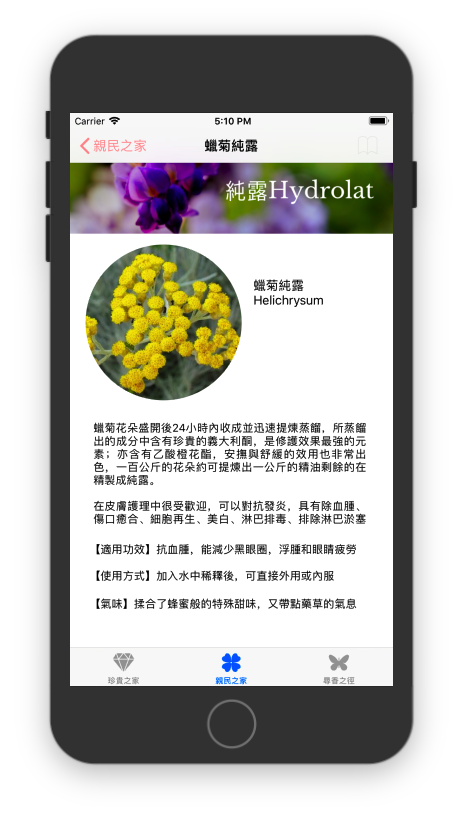 Carrier 5:10 PM
親民之家 蠟菊純露
純露Hydrolat
蠟菊純露
Helichrysum
蠟菊花朵盛開後24小時內收成並迅速提煉蒸餾，所蒸餾
出的成分中含有珍貴的義大利酮，是修護效果最強的元
素；亦含有乙酸橙花酯，安撫與舒緩的效用也非常出
色，一百公斤的花朵約可提煉出一公斤的精油剩餘的在
精製成純露。
在皮膚護理中很受歡迎，可以對抗發炎，具有除血腫、
傷口癒合、細胞再生、美白、淋巴排毒、排除淋巴淤塞
【適用功效】抗血腫，能減少黑眼圈，浮腫和眼睛疲勞
【使用方式】加入水中稀釋後，可直接外用或內服
【氣味】揉合了蜂蜜般的特殊甜味，又帶點藥草的氣息
珍貴之家 親民之家 尋香之徑